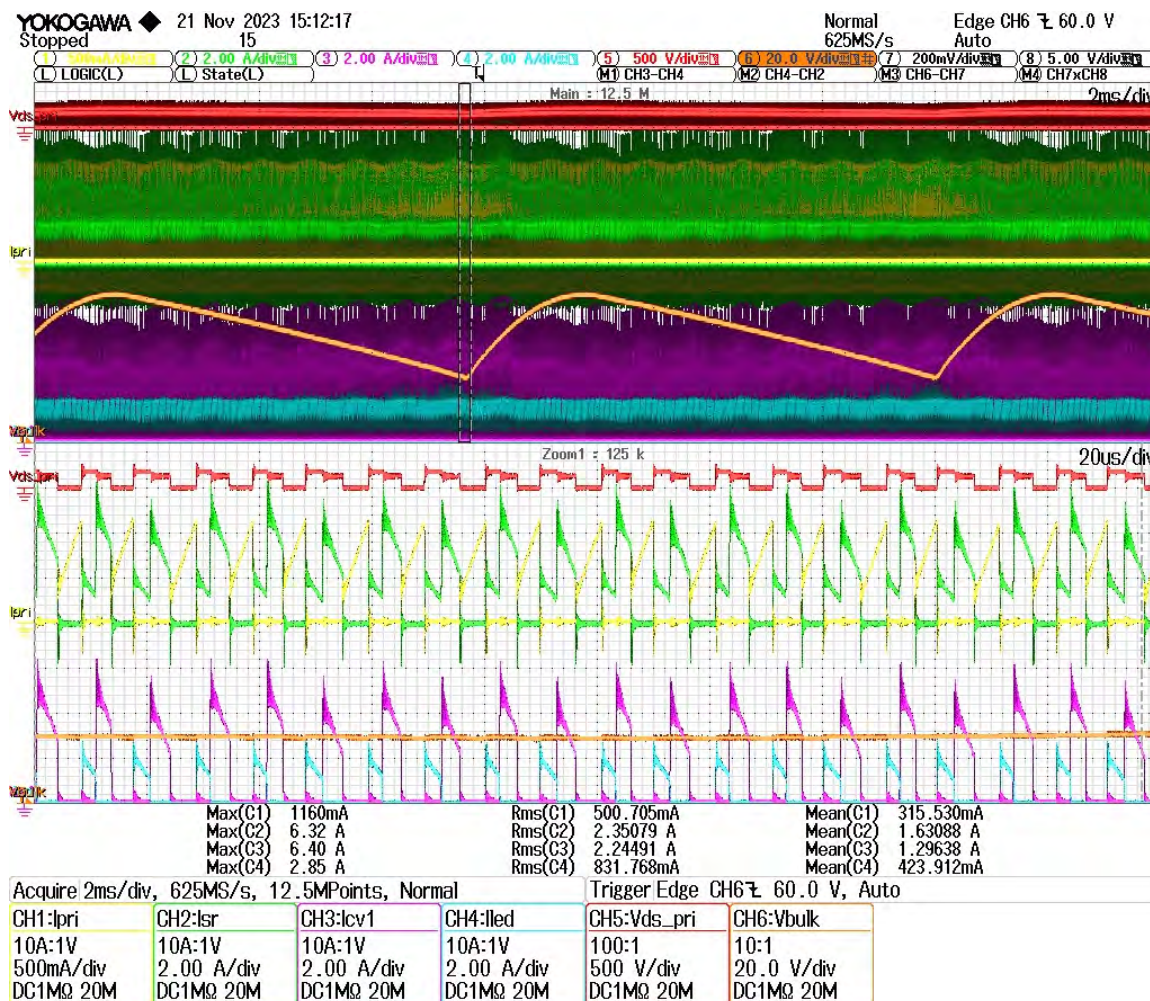 YOKOGAWA ◆ 21 Nov 2023 15:12:17 Normal Edge CH6 60.0 V
Stopped 15 625MS/s Auto
1 500mA/div 2 2.00 A/div 3 2.00 A/div 4 2.00 A/div 5 500 V/div 6 20.0 V/div 7 200mV/div 8 5.00 V/div
L LOGIC(L) L State(L) M1 CH3-CH4 M2 CH4-CH2 M3 CH6-CH7 M4 CH7xCH8
Main : 12.5 M 2ms/div
Ipri
Zoom1 : 125 k 20us/div
Ipri
Max(C1) 1160mA Rms(C1) 500.705mA Mean(C1) 315.530mA
Max(C2) 6.32 A Rms(C2) 2.35079 A Mean(C2) 1.63088 A
Max(C3) 6.40 A Rms(C3) 2.24491 A Mean(C3) 1.29638 A
Max(C4) 2.85 A Rms(C4) 831.768mA Mean(C4) 423.912mA
Acquire 2ms/div, 625MS/s, 12.5MPoints, Normal Trigger Edge CH6 60.0 V, Auto
CH1:Ipri CH2:Isr CH3:Icv1 CH4:Iled CH5:Vds_pri CH6:Vbulk
10A:1V 10A:1V 10A:1V 10A:1V 100:1 10:1
500mA/div 2.00 A/div 2.00 A/div 2.00 A/div 500 V/div 20.0 V/div
DC1MΩ 20M DC1MΩ 20M DC1MΩ 20M DC1MΩ 20M DC1MΩ 20M DC1MΩ 20M